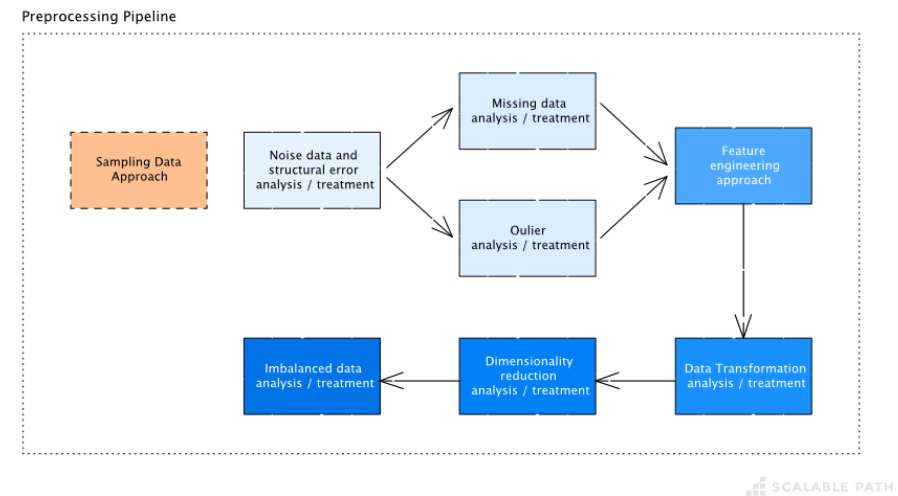 Preprocessing Pipeline
Sampling Data
Approach
Noise data and
structural error
analysis / treatment
Missing data
analysis / treatment
Oulier
analysis / treatment
Feature
engineering
approach
Data Transformation
analysis / treatment
Dimensionality
reduction
analysis / treatment
Imbalanced data
analysis / treatment
SCALABLE PATH